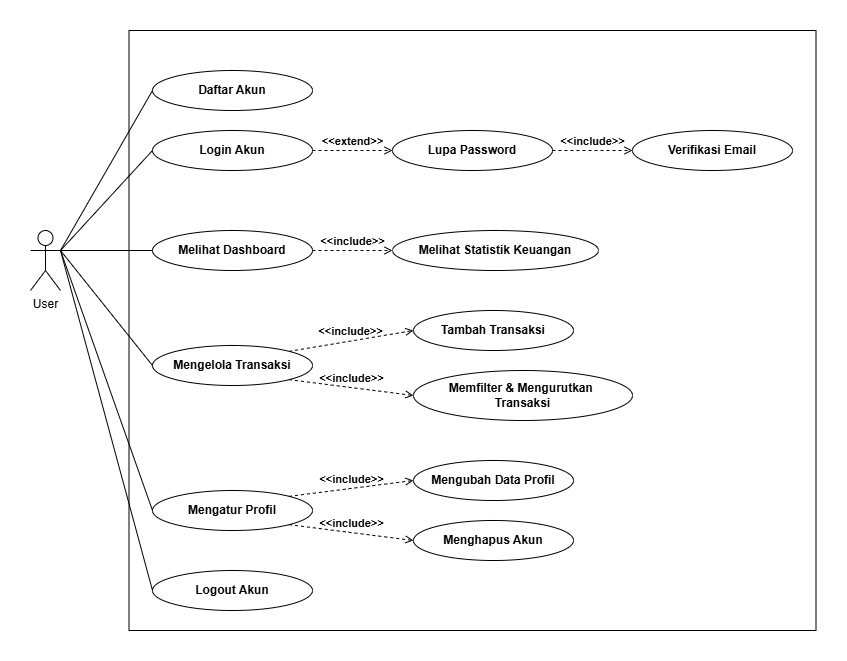 Daftar Akun
Login Akun
<<extend>>
Lupa Password
<<include>>
Verifikasi Email
User
Melihat Dashboard
<<include>>
Melihat Statistik Keuangan
Mengelola Transaksi
<<include>>
Tambah Transaksi
<<include>>
Memfilter & Mengurutkan
Transaksi
Mengatur Profil
<<include>>
Mengubah Data Profil
<<include>>
Menghapus Akun
Logout Akun